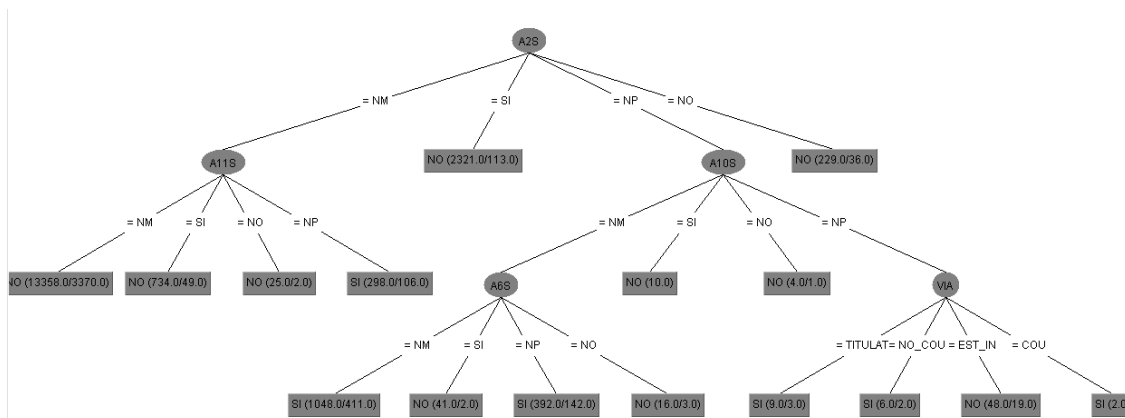 A2S
= NM
= SI
= NP
= NO
A11S
NO (2321.0/113.0)
A10S
NO (229.0/36.0)
= NM
= SI
= NO
= NP
= NM
= SI
= NO
= NP
NO (13358.0/3370.0)
NO (734.0/49.0)
NO (25.0/2.0)
SI (298.0/106.0)
A6S
NO (10.0)
NO (4.0/1.0)
VIA
= NM
= SI
= NP
= NO
= TITULAT
= NO_COU
= EST_IN
= COU
SI (1048.0/411.0)
NO (41.0/2.0)
SI (392.0/142.0)
NO (16.0/3.0)
SI (9.0/3.0)
SI (6.0/2.0)
NO (48.0/19.0)
SI (2.0